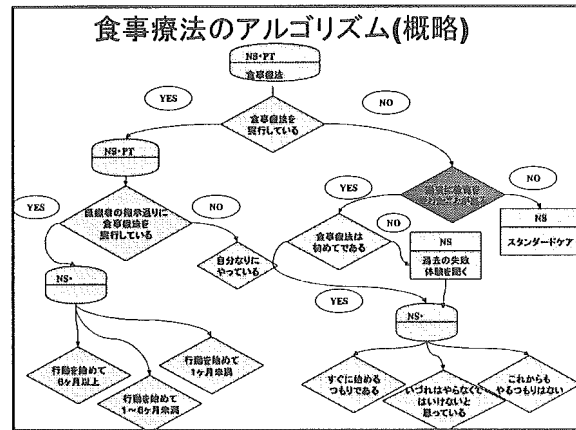 食事療法のアルゴリズム(概略)
NS・PT
食事療法
YES
NO
食事療法を
実行している
NS・PT
YES
NO
YES
NO
指導者の指示通りに
食事療法を
実行している
自分なりに
やっている
食事療法は
初めてである
NO
NS
スタンダードケア
NS
過去の失敗
体験を聞く
YES
NS・
NS・
行動を始めて
6ヶ月以上
行動を始めて
1~6ヶ月未満
行動を始めて
1ヶ月未満
すぐに始める
つもりである
いづれはやらなくて
はいけないと
思っている
これからも
やるつもりはない